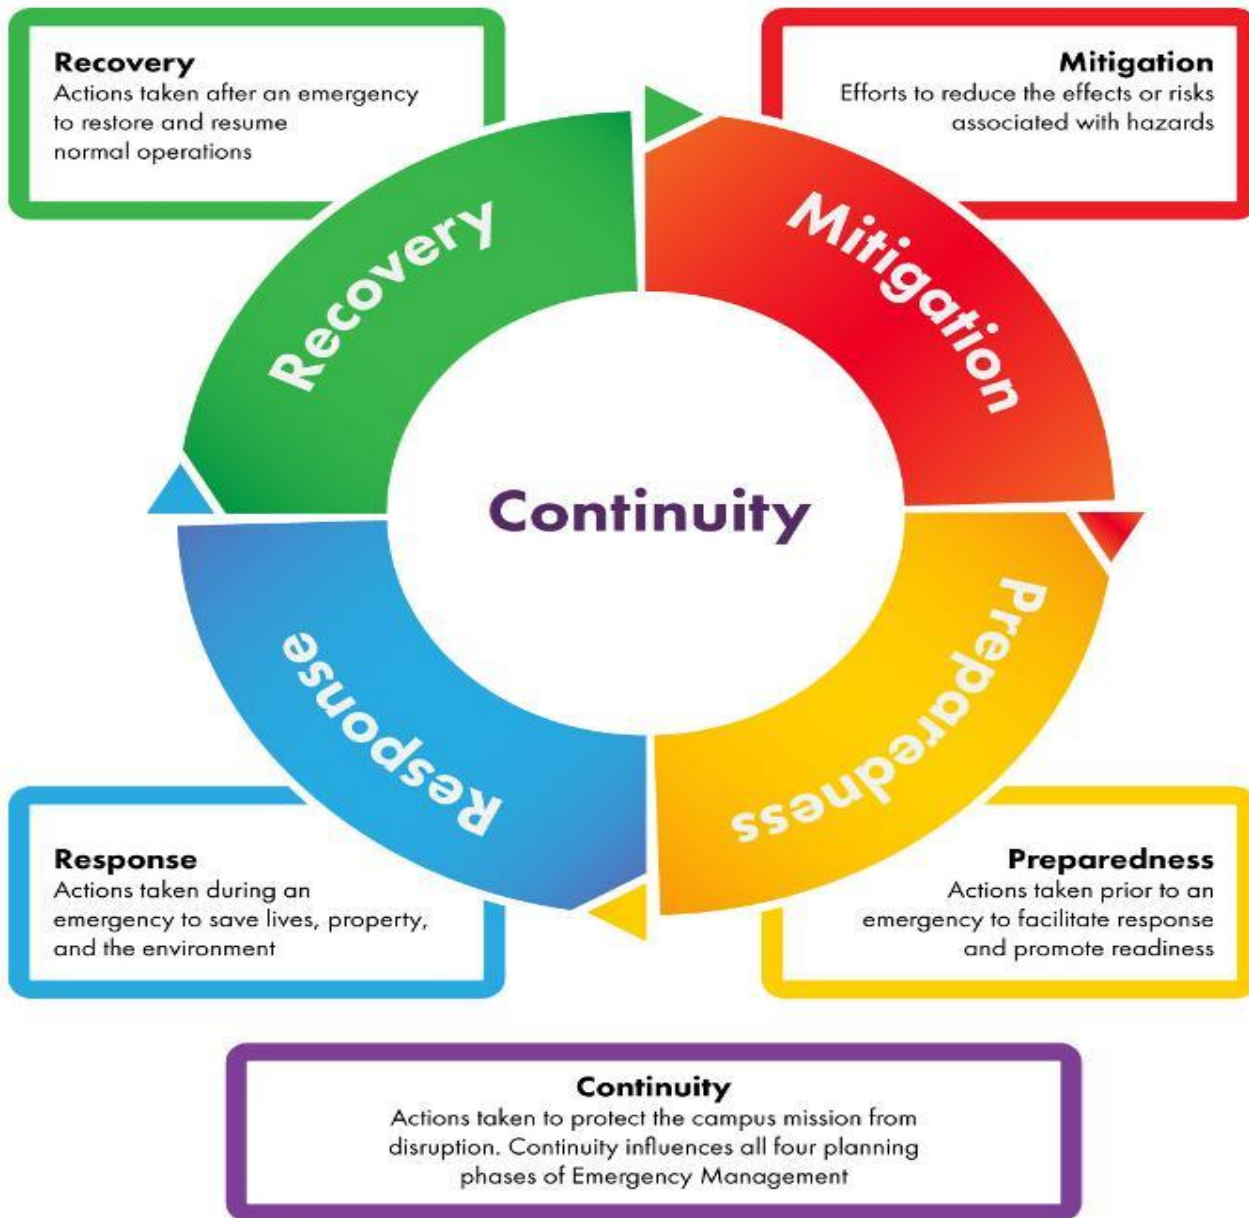 Recovery
Actions taken after an emergency
to restore and resume
normal operations
Mitigation
Efforts to reduce the effects or risks
associated with hazards
Recovery
Mitigation
Continuity
Response
Preparedness
Response
Actions taken during an
emergency to save lives, property,
and the environment
Preparedness
Actions taken prior to an
emergency to facilitate response
and promote readiness
Continuity
Actions taken to protect the campus mission from
disruption. Continuity influences all four planning
phases of Emergency Management